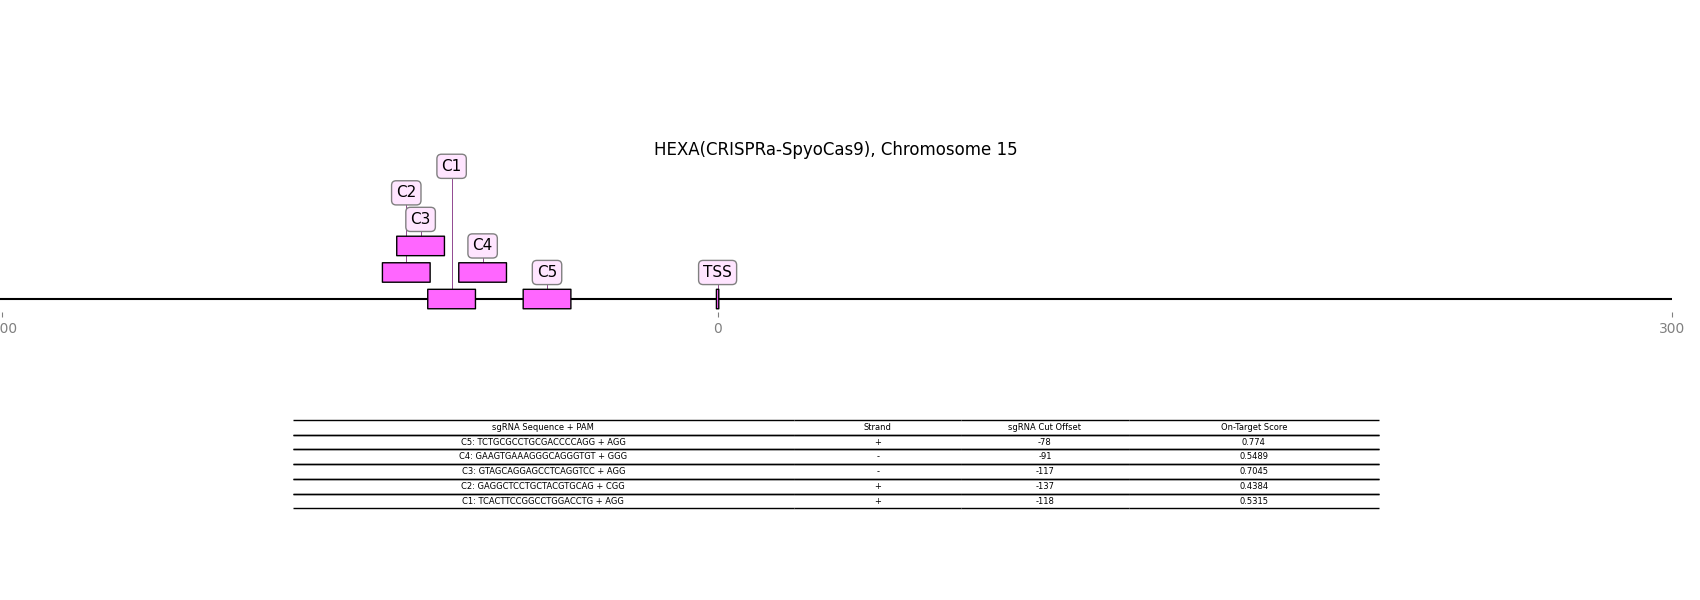 HEXA(CRISPRa-SpyoCas9), Chromosome 15
C1
C2
C3
C4
C5
TSS
00 0 300
sgRNA Sequence + PAM Strand sgRNA Cut Offset On-Target Score
C5: TCTGCGCCTGCGACCCCAGG + AGG + -78 0.774
C4: GAAGTGAAAGGGCAGGGTGT + GGG - -91 0.5489
C3: GTAGCAGGAGCCTCAGGTCC + AGG - -117 0.7045
C2: GAGGCTCCTGCTACGTGCAG + CGG + -137 0.4384
C1: TCACTTCCGGCCTGGACCTG + AGG + -118 0.5315